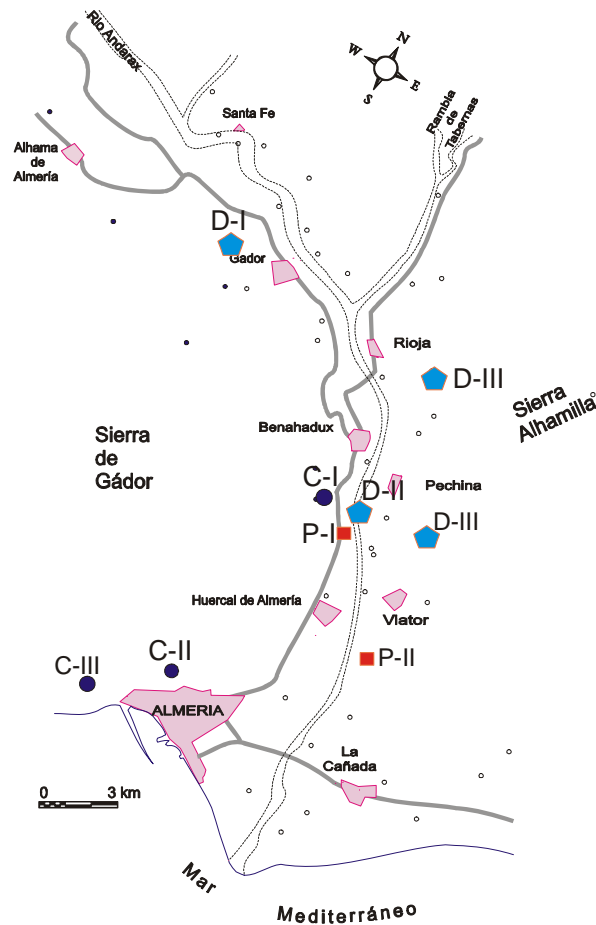 Rio Andarax
N
W
E
S
Santa Fe
Rambla
de
Tabernas
Alhama
de
Almería
D-I
Gador
Rioja
D-III
Sierra
Alhamilla
Benahadux
Sierra
de
Gádor
C-I
D-II
Pechina
P-I
D-III
Huercal de Almería
Viator
C-II
C-III
P-II
ALMERIA
La
Cañada
0 3 km
Mar
Mediterráneo